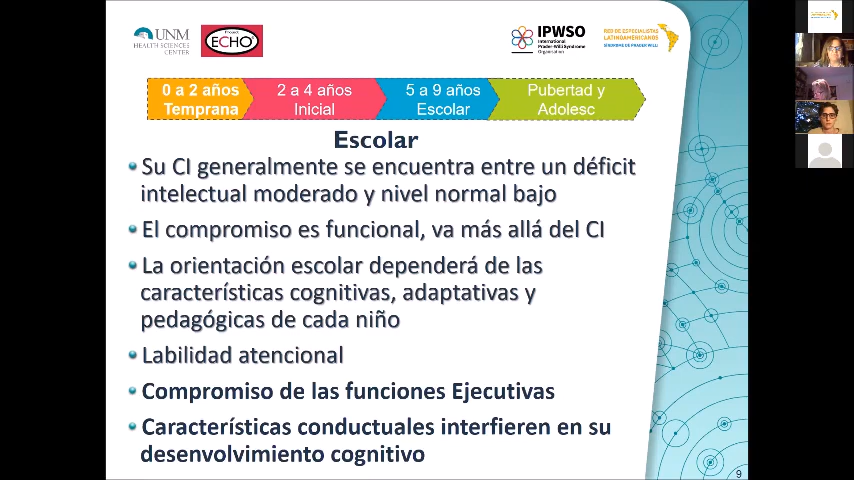 UNM
HEALTH SCIENCES
CENTER
Project
ECHO
IPWSO
International
Prader-Willi Syndrome
Organisation
RED DE ESPECIALISTAS
LATINOAMERICANOS
SÍNDROME DE PRADER WILLI
0 a 2 años
Temprana
2 a 4 años
Inicial
5 a 9 años
Escolar
Pubertad y
Adolesc
Escolar
Su CI generalmente se encuentra entre un déficit
intelectual moderado y nivel normal bajo
El compromiso es funcional, va más allá del CI
La orientación escolar dependerá de las
características cognitivas, adaptativas y
pedagógicas de cada niño
Labilidad atencional
Compromiso de las funciones Ejecutivas
Características conductuales interfieren en su
desenvolvimiento cognitivo
9